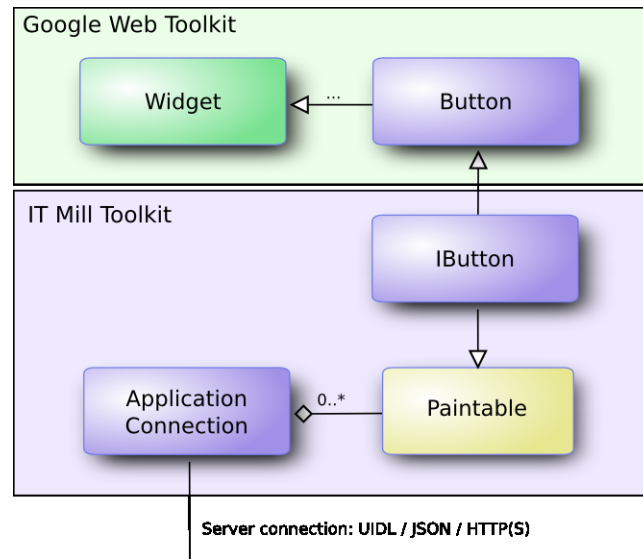 Google Web Toolkit
Widget
...
Button
IT Mill Toolkit
IButton
Application
Connection
0..*
Paintable
Server connection: UIDL / JSON / HTTP(S)